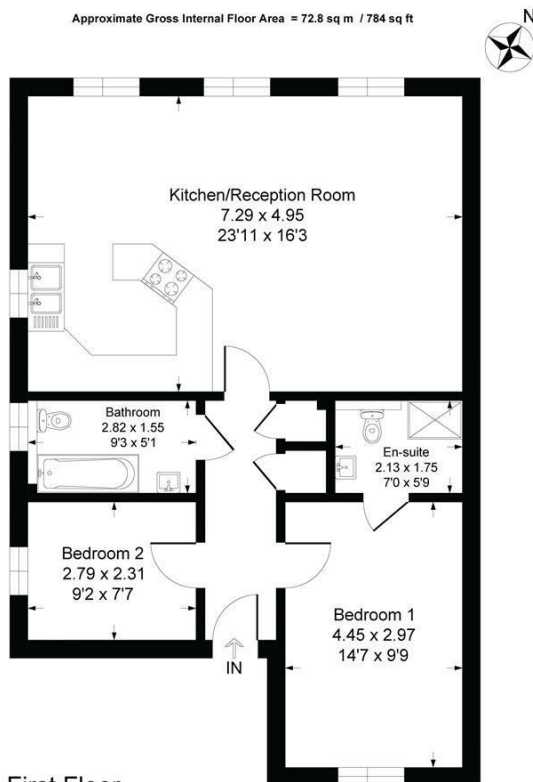 Approximate Gross Internal Floor Area = 72.8 sq m / 784 sq ft
N
Kitchen/Reception Room
7.29 x 4.95
23'11 x 16'3
Bathroom
2.82 x 1.55
9'3 x 5'1
En-suite
2.13 x 1.75
7'0 x 5'9
Bedroom 2
2.79 x 2.31
9'2 x 7'7
Bedroom 1
4.45 x 2.97
14'7 x 9'9
IN
First Floor